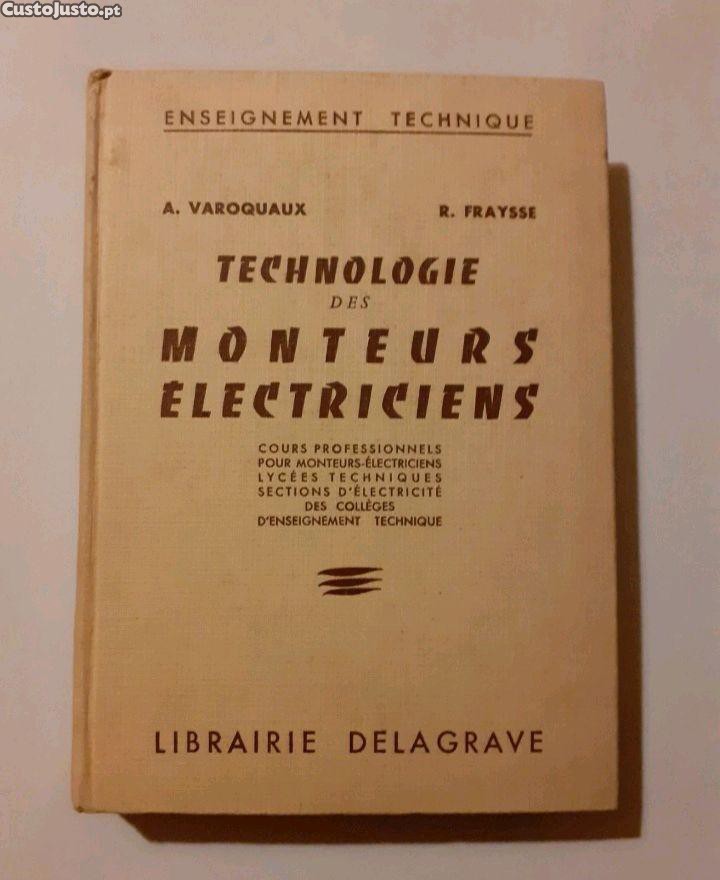 CustoJusto.pt
ENSEIGNEMENT TECHNIQUE
A. VAROQUAUX R. FRAYSSE
TECHNOLOGIE
DES
MONTEURS
ÉLECTRICIENS
COURS PROFESSIONNELS
POUR MONTEURS-ÉLECTRICIENS
LYCÉES TECHNIQUES
SECTIONS D'ÉLECTRICITÉ
DES COLLÈGES
D'ENSEIGNEMENT TECHNIQUE
LIBRAIRIE DELAGRAVE